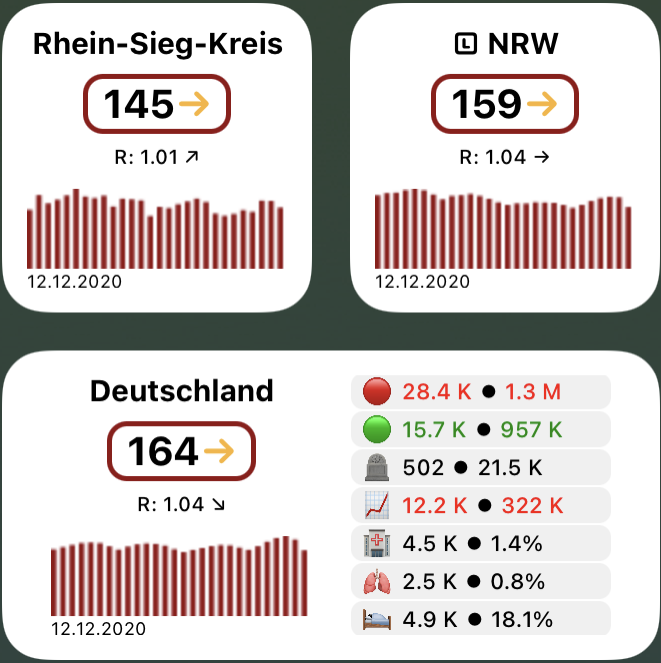 Rhein-Sieg-Kreis
145→
R: 1.01 ↗
12.12.2020
L NRW
159→
R: 1.04 →
12.12.2020
Deutschland
164→
R: 1.04 ↘
12.12.2020
28.4 K ● 1.3 M
15.7 K ● 957 K
502 ● 21.5 K
12.2 K ● 322 K
4.5 K ● 1.4%
2.5 K ● 0.8%
4.9 K ● 18.1%